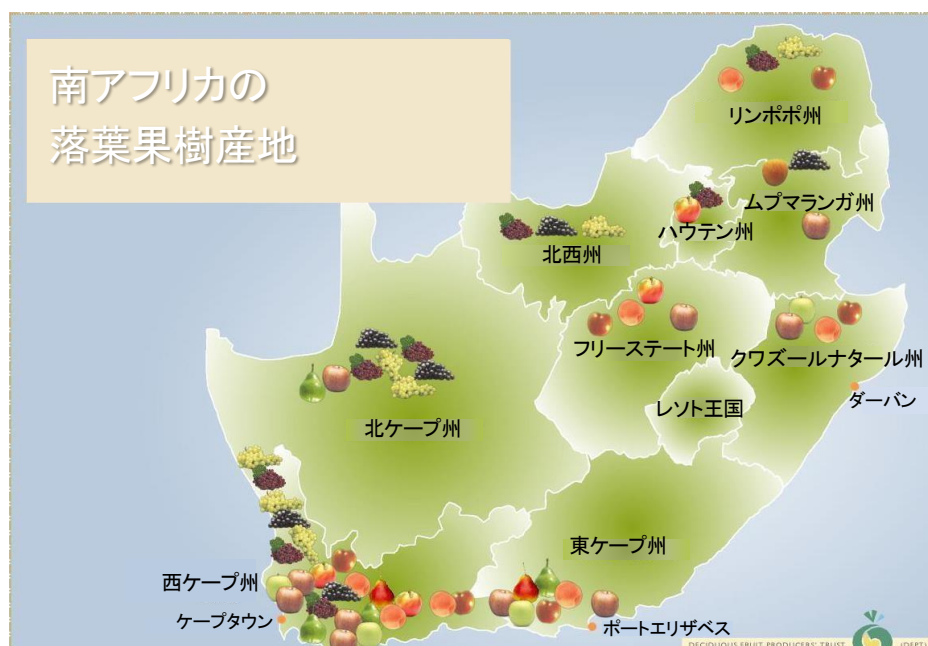 南アフリカの
落葉果樹産地
リンポポ州
ムプマランガ州
ハウテン州
北西州
フリーステート州
クワズールナタール州
ダーバン
レソト王国
北ケープ州
東ケープ州
西ケープ州
ケープタウン
ポートエリザベス
DECIDUOUS FRUIT PRODUCERS' TRUST (DFPT)